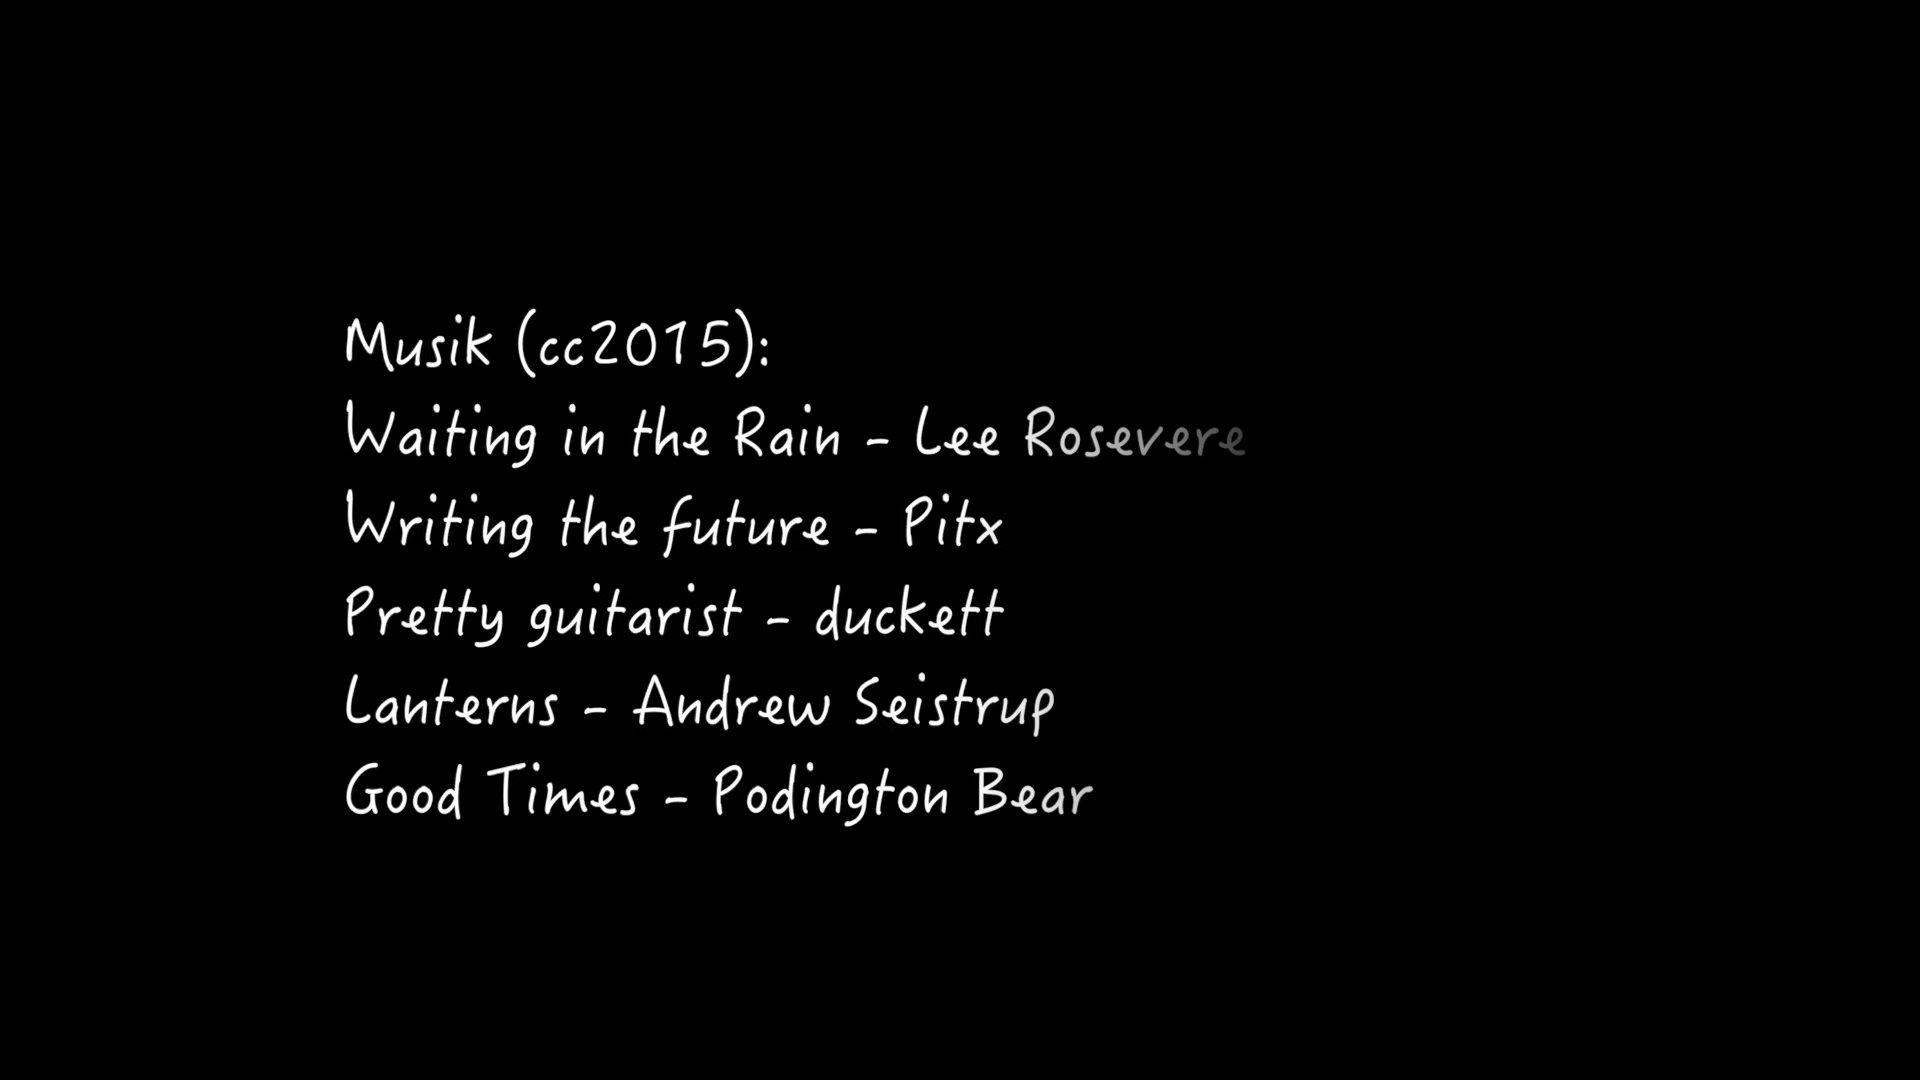 Musik (cc2015):
Waiting in the Rain - Lee Rosevere
Writing the future - Pitx
Pretty guitarist - duckett
Lanterns - Andrew Seistrup
Good Times - Podington Bear